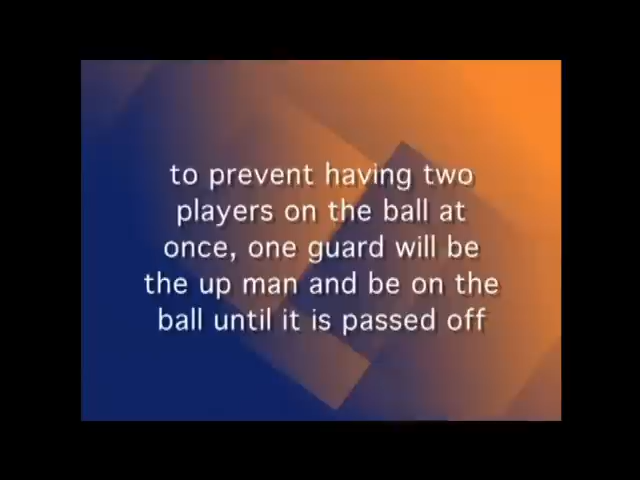 to prevent having two
players on the ball at
once, one guard will be
the up man and be on the
ball until it is passed off